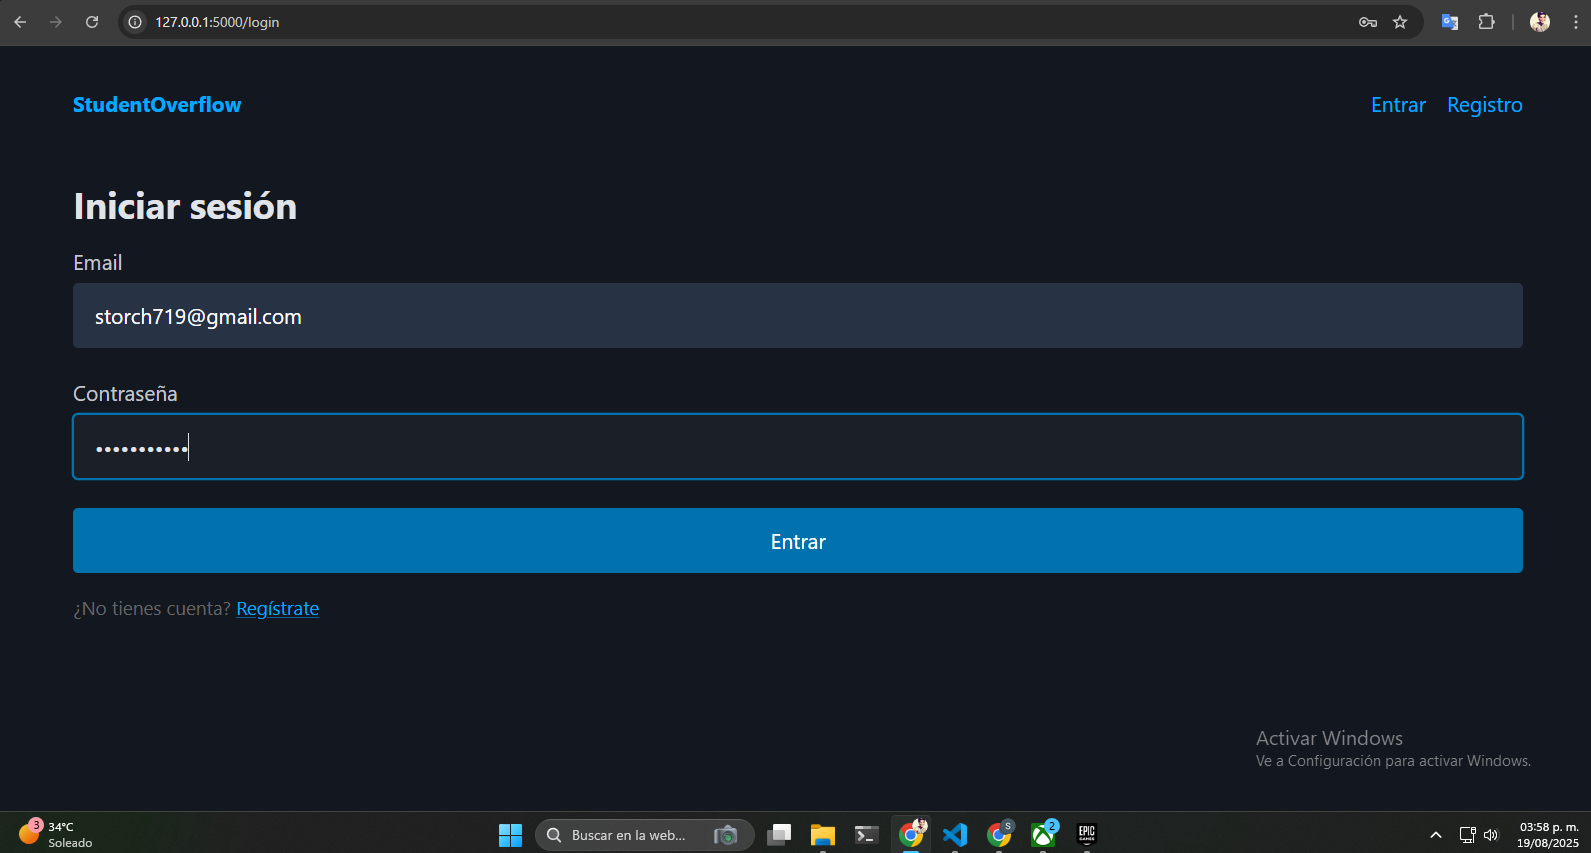 127.0.0.1:5000/login
StudentOverflow
Entrar Registro
Iniciar sesión
Email
storch719@gmail.com
Contraseña
•••••••••••
Entrar
¿No tienes cuenta? Regístrate
Activar Windows
Ve a Configuración para activar Windows.
3
34°C
Soleado
Buscar en la web...
S
2
EPIC
GAMES
03:58 p. m.
19/08/2025